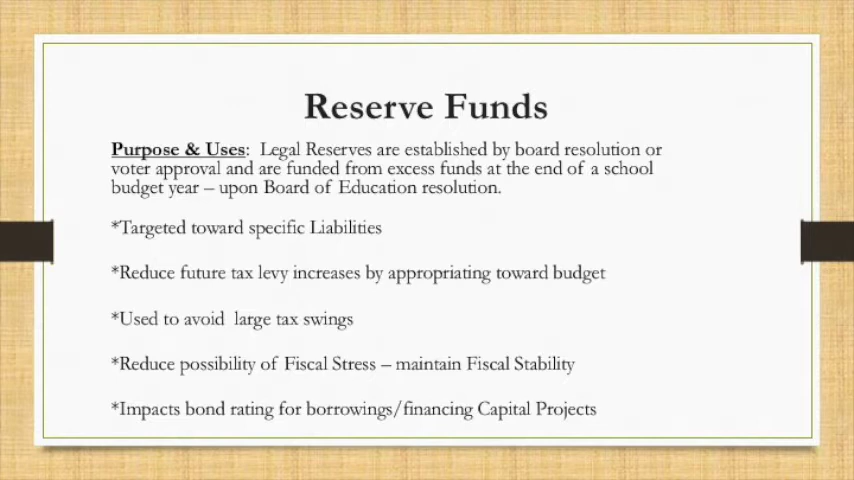 Reserve Funds
Purpose & Uses:  Legal Reserves are established by board resolution or
voter approval and are funded from excess funds at the end of a school
budget year – upon Board of Education resolution.
*Targeted toward specific Liabilities
*Reduce future tax levy increases by appropriating toward budget
*Used to avoid  large tax swings
*Reduce possibility of Fiscal Stress – maintain Fiscal Stability
*Impacts bond rating for borrowings/financing Capital Projects